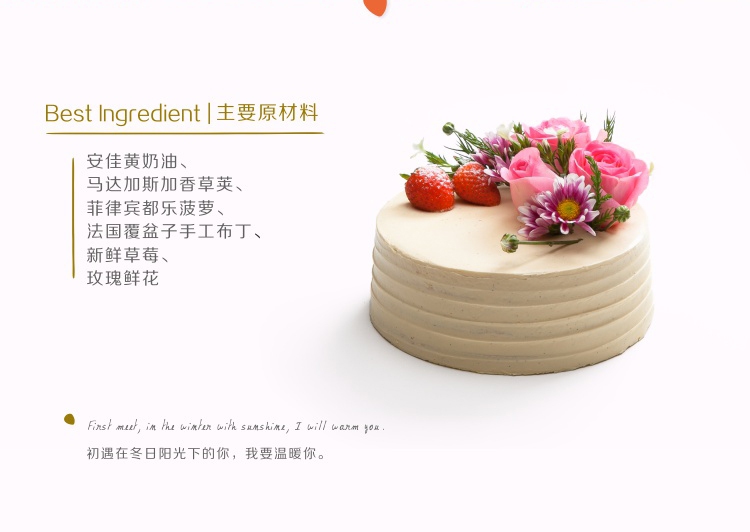 Best Ingredient | 主要原材料
安佳黄奶油、
马达加斯加香草荚、
菲律宾都乐菠萝、
法国覆盆子手工布丁、
新鲜草莓、
玫瑰鲜花
First meet, in the winter with sunshine, I will warm you.
初遇在冬日阳光下的你，我要温暖你。